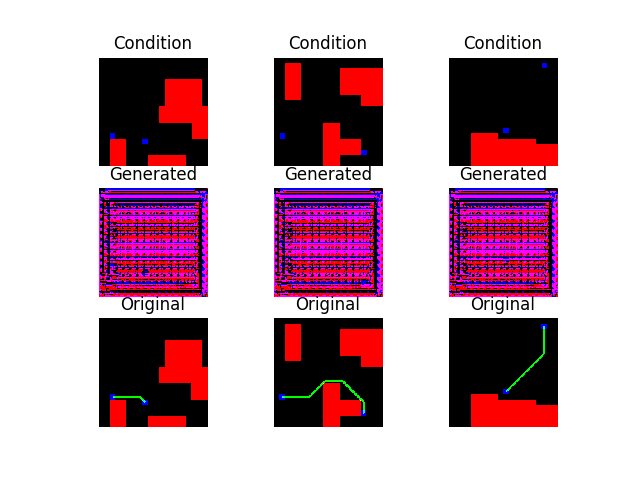 Condition Condition Condition
Generated Generated Generated
Original Original Original